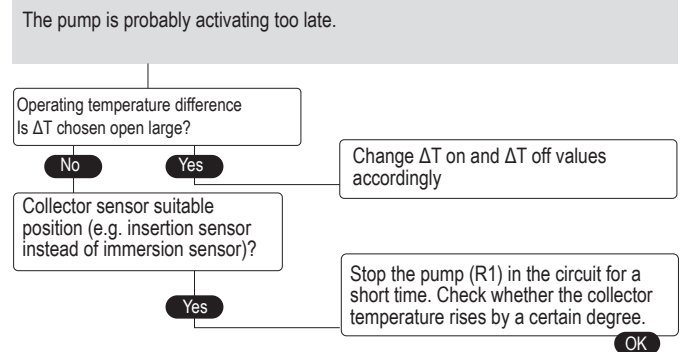 The pump is probably activating too late.
Operating temperature difference
Is ΔT chosen open large?
No
Yes
Change ΔT on and ΔT off values
accordingly
Collector sensor suitable
position (e.g. insertion sensor
instead of immersion sensor)?
Yes
Stop the pump (R1) in the circuit for a
short time. Check whether the collector
temperature rises by a certain degree.
OK